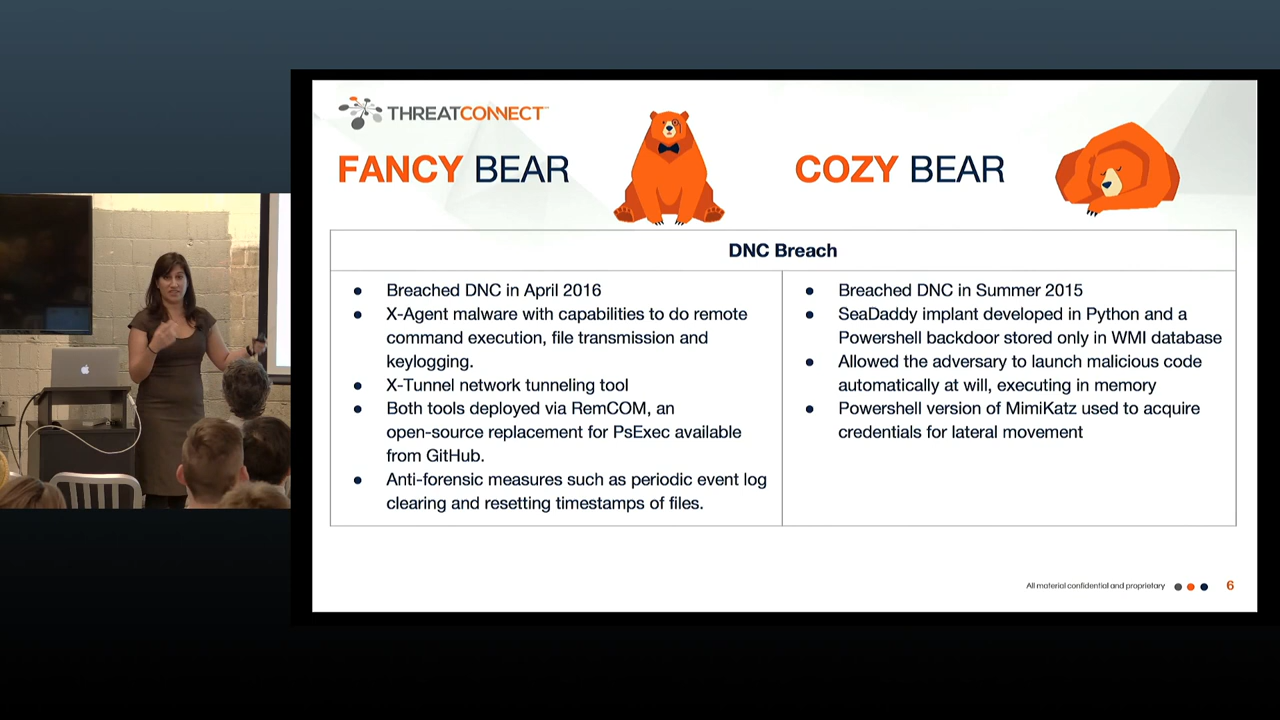 THREATCONNECT™
FANCY BEAR
COZY BEAR
DNC Breach
● Breached DNC in April 2016
● X-Agent malware with capabilities to do remote
command execution, file transmission and
keylogging.
● X-Tunnel network tunneling tool
● Both tools deployed via RemCOM, an
open-source replacement for PsExec available
from GitHub.
● Anti-forensic measures such as periodic event log
clearing and resetting timestamps of files.
● Breached DNC in Summer 2015
● SeaDaddy implant developed in Python and a
Powershell backdoor stored only in WMI database
● Allowed the adversary to launch malicious code
automatically at will, executing in memory
● Powershell version of MimiKatz used to acquire
credentials for lateral movement
All material confidential and proprietary
6